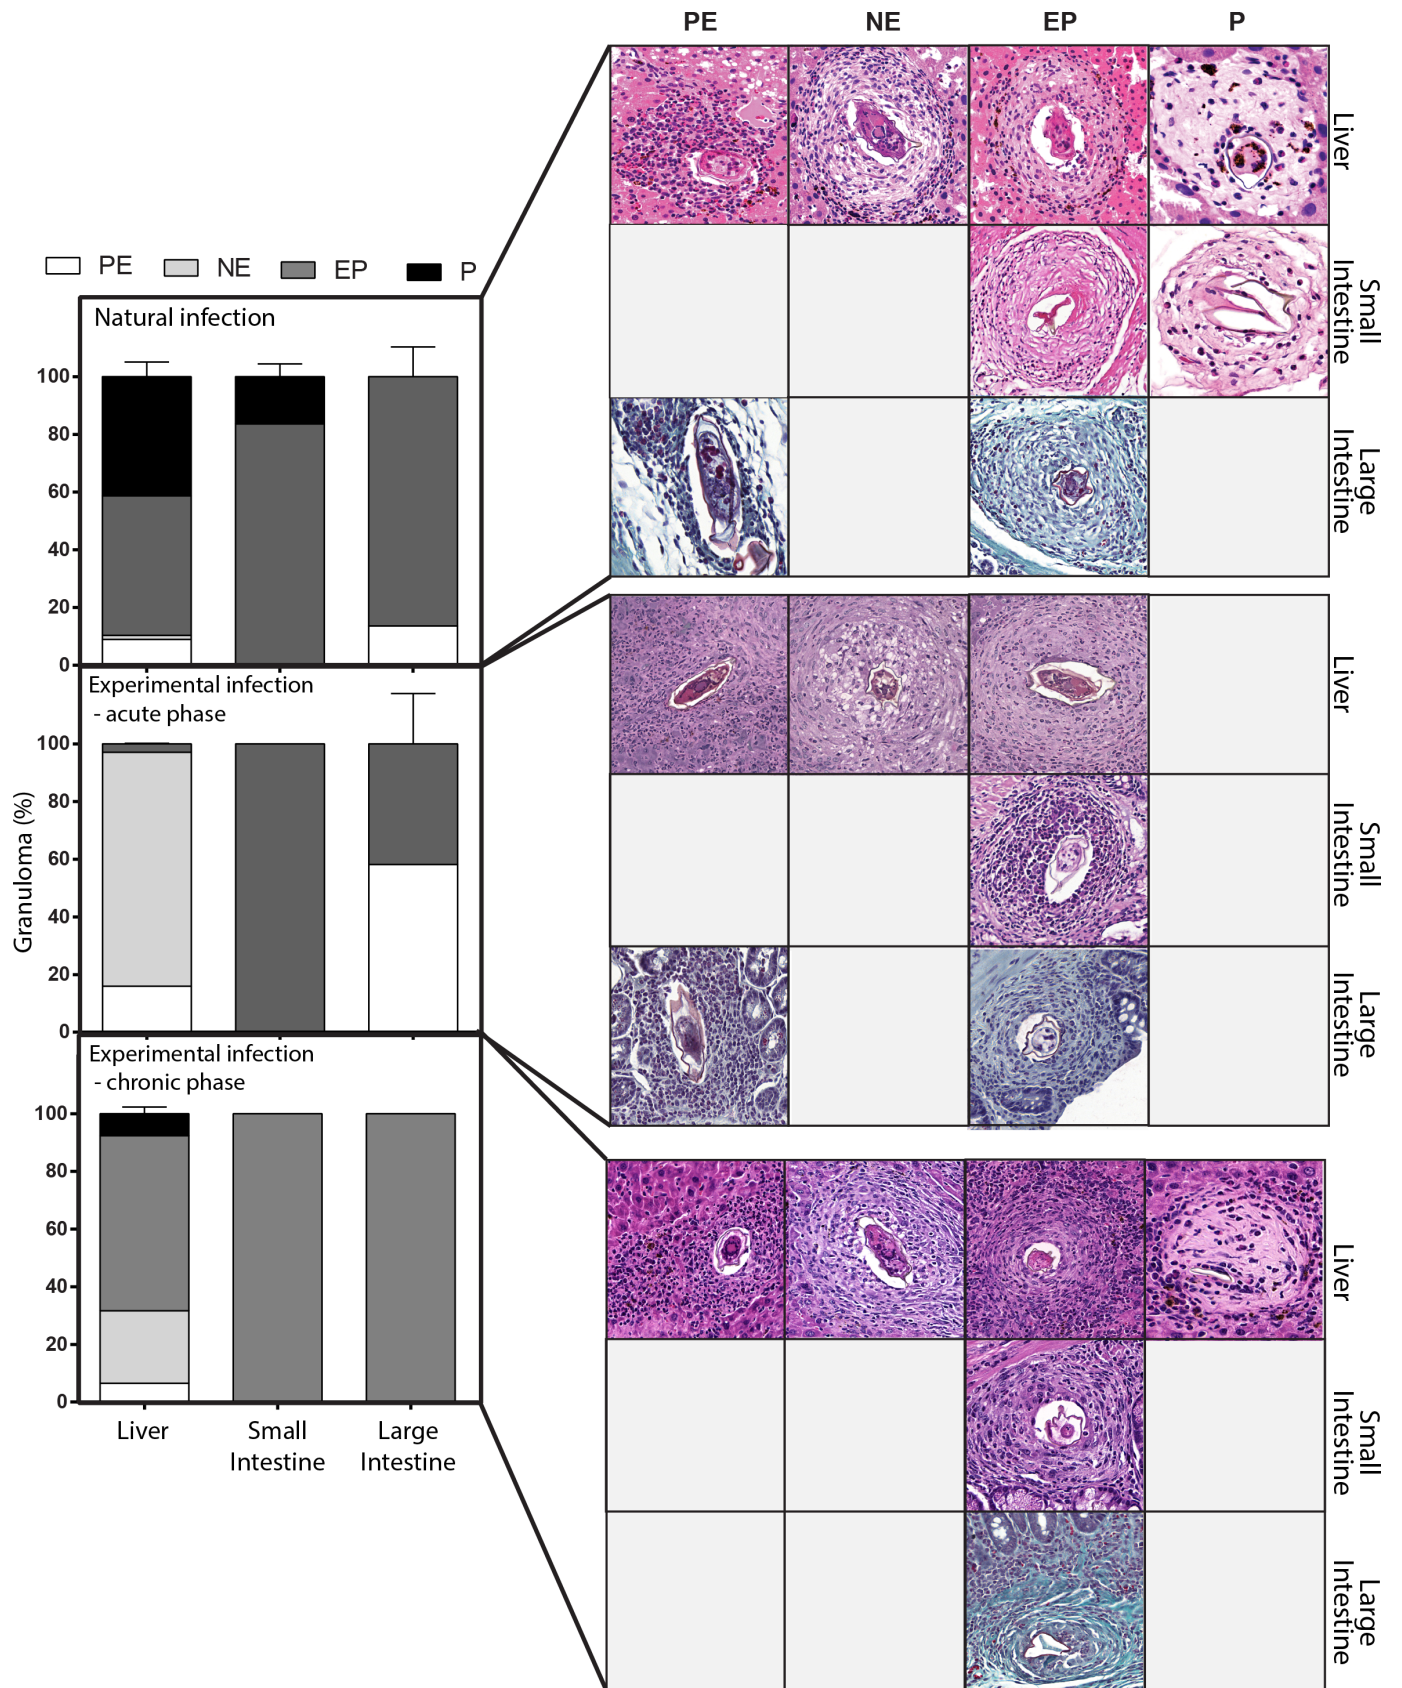 PE NE EP P
Liver
Small
Intestine
Large
Intestine
PE NE EP P
Natural infection
100
80
60
40
20
0
Experimental infection
- acute phase
100
80
60
40
20
0
Granuloma (%)
Liver
Small
Intestine
Large
Intestine
Experimental infection
- chronic phase
100
80
60
40
20
0
Liver
Small
Intestine
Large
Intestine
Liver
Small
Intestine
Large
Intestine